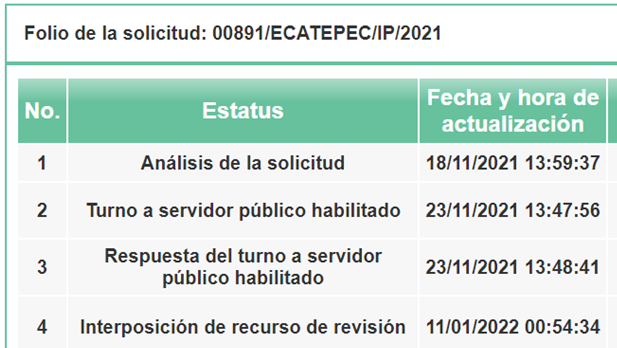 Folio de la solicitud: 00891/ECATEPEC/IP/2021
No. Estatus Fecha y hora de
actualización
1 Análisis de la solicitud 18/11/2021 13:59:37
2 Turno a servidor público habilitado 23/11/2021 13:47:56
3 Respuesta del turno a servidor
público habilitado 23/11/2021 13:48:41
4 Interposición de recurso de revisión 11/01/2022 00:54:34